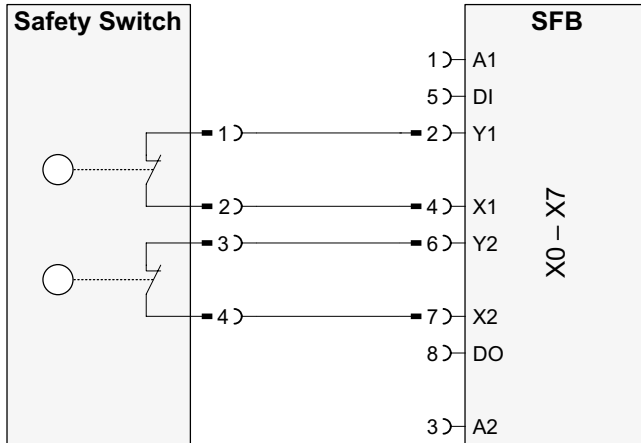 Safety Switch
SFB
1 A1
5 DI
1 2 Y1
2 4 X1
3 6 Y2
4 7 X2
8 DO
3 A2
X0 – X7